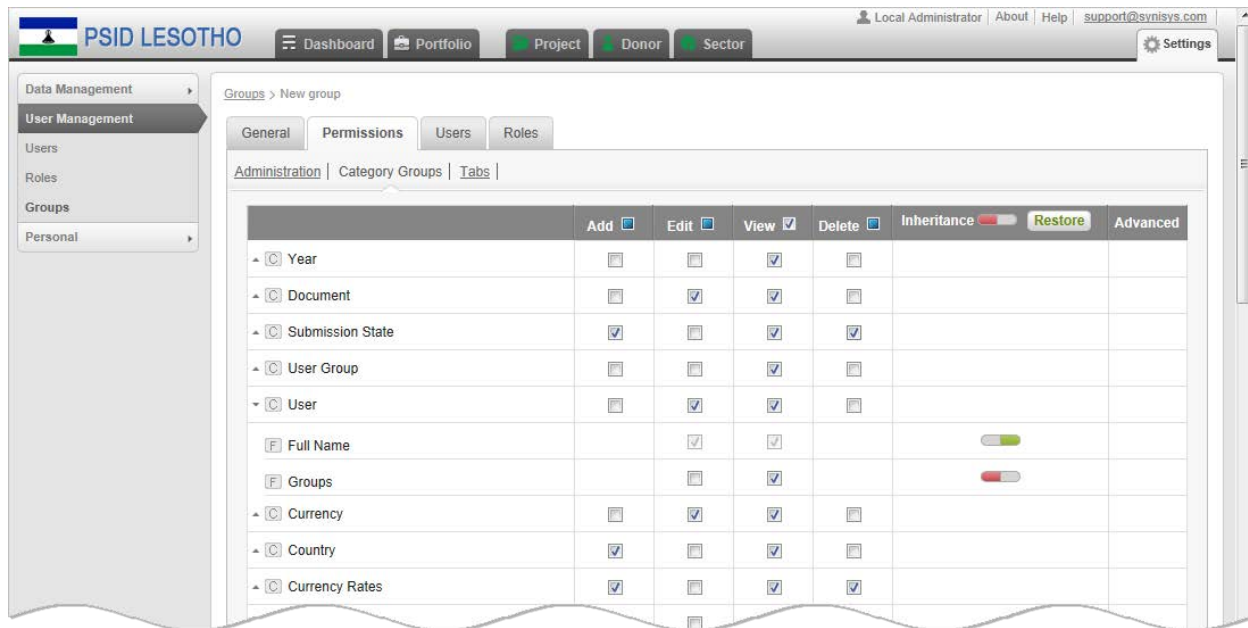 Local Administrator | About | Help | support@synisys.com |
PSID LESOTHO
Dashboard Portfolio Project Donor Sector Settings
Data Management
User Management
Users
Roles
Groups
Personal
Groups > New group
General Permissions Users Roles
Administration | Category Groups | Tabs |
Add Edit View Delete Inheritance Restore Advanced
C Year
C Document
C Submission State
C User Group
C User
F Full Name
F Groups
C Currency
C Country
C Currency Rates